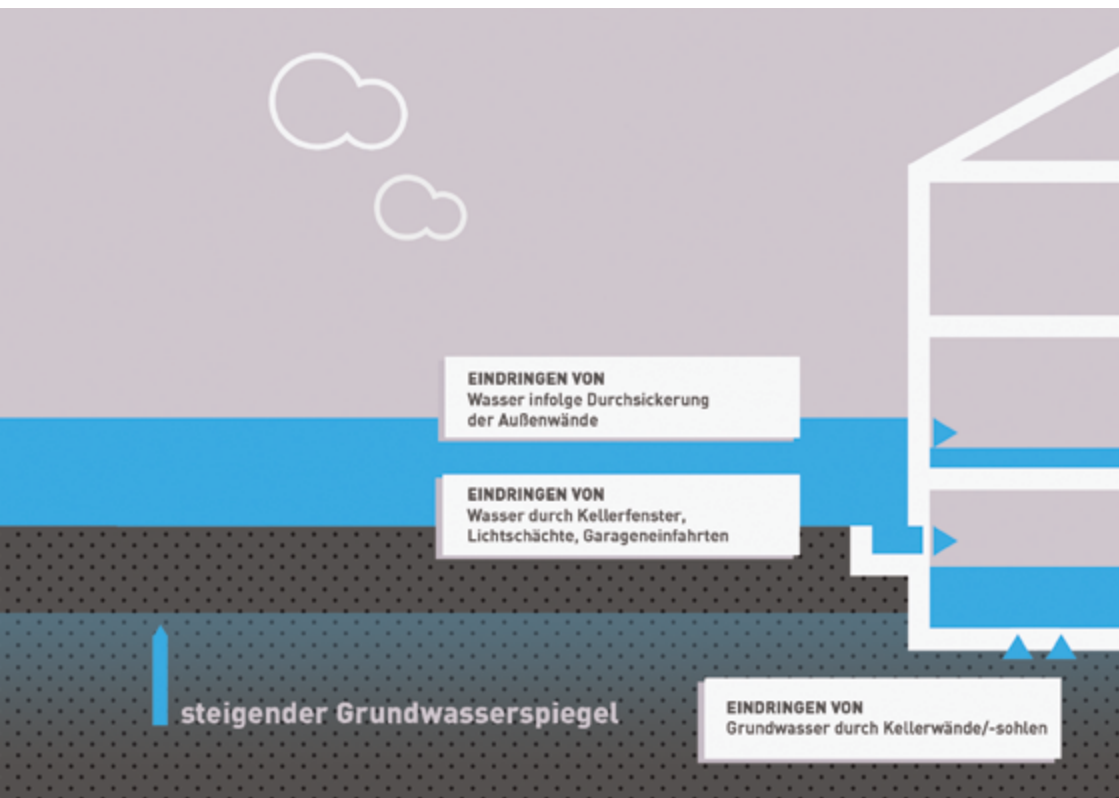 EINDRINGEN VON
Wasser infolge Durchsickerung
der Außenwände
EINDRINGEN VON
Wasser durch Kellerfenster,
Lichtschächte, Garageneinfahrten
steigender Grundwasserspiegel
EINDRINGEN VON
Grundwasser durch Kellerwände/-sohlen